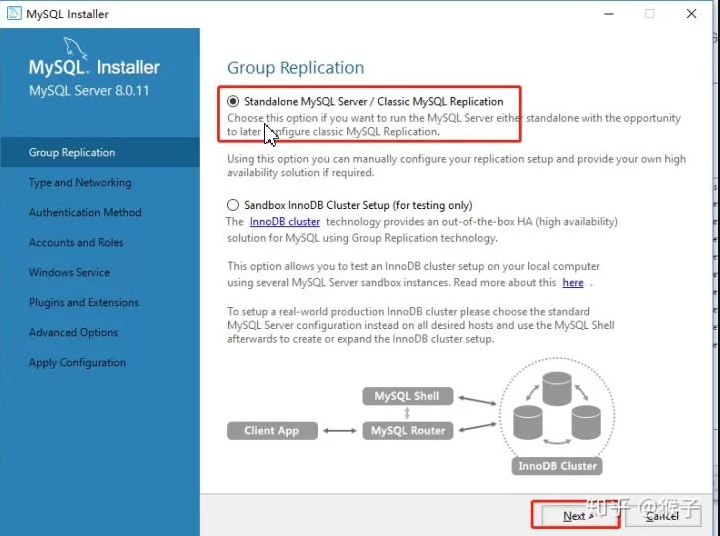 MySQL Installer
MySQL. Installer
MySQL Server 8.0.11
Group Replication
Type and Networking
Authentication Method
Accounts and Roles
Windows Service
Plugins and Extensions
Advanced Options
Apply Configuration
Group Replication
Standalone MySQL Server / Classic MySQL Replication
Choose this option if you want to run the MySQL Server either standalone with the opportunity
to later configure classic MySQL Replication.
Using this option you can manually configure your replication setup and provide your own high
availability solution if required.
Sandbox InnoDB Cluster Setup (for testing only)
The InnoDB cluster technology provides an out-of-the-box HA (high availability)
solution for MySQL using Group Replication technology.
This option allows you to test an InnoDB cluster setup on your local computer
using several MySQL Server sandbox instances. Read more about this here .
To setup a real-world production InnoDB cluster please choose the standard
MySQL Server configuration instead on all desired hosts and use the MySQL Shell
afterwards to create or expand the InnoDB cluster setup.
MySQL Shell
Client App
MySQL Router
InnoDB Cluster
Next >
Cancel
知乎 @猴子